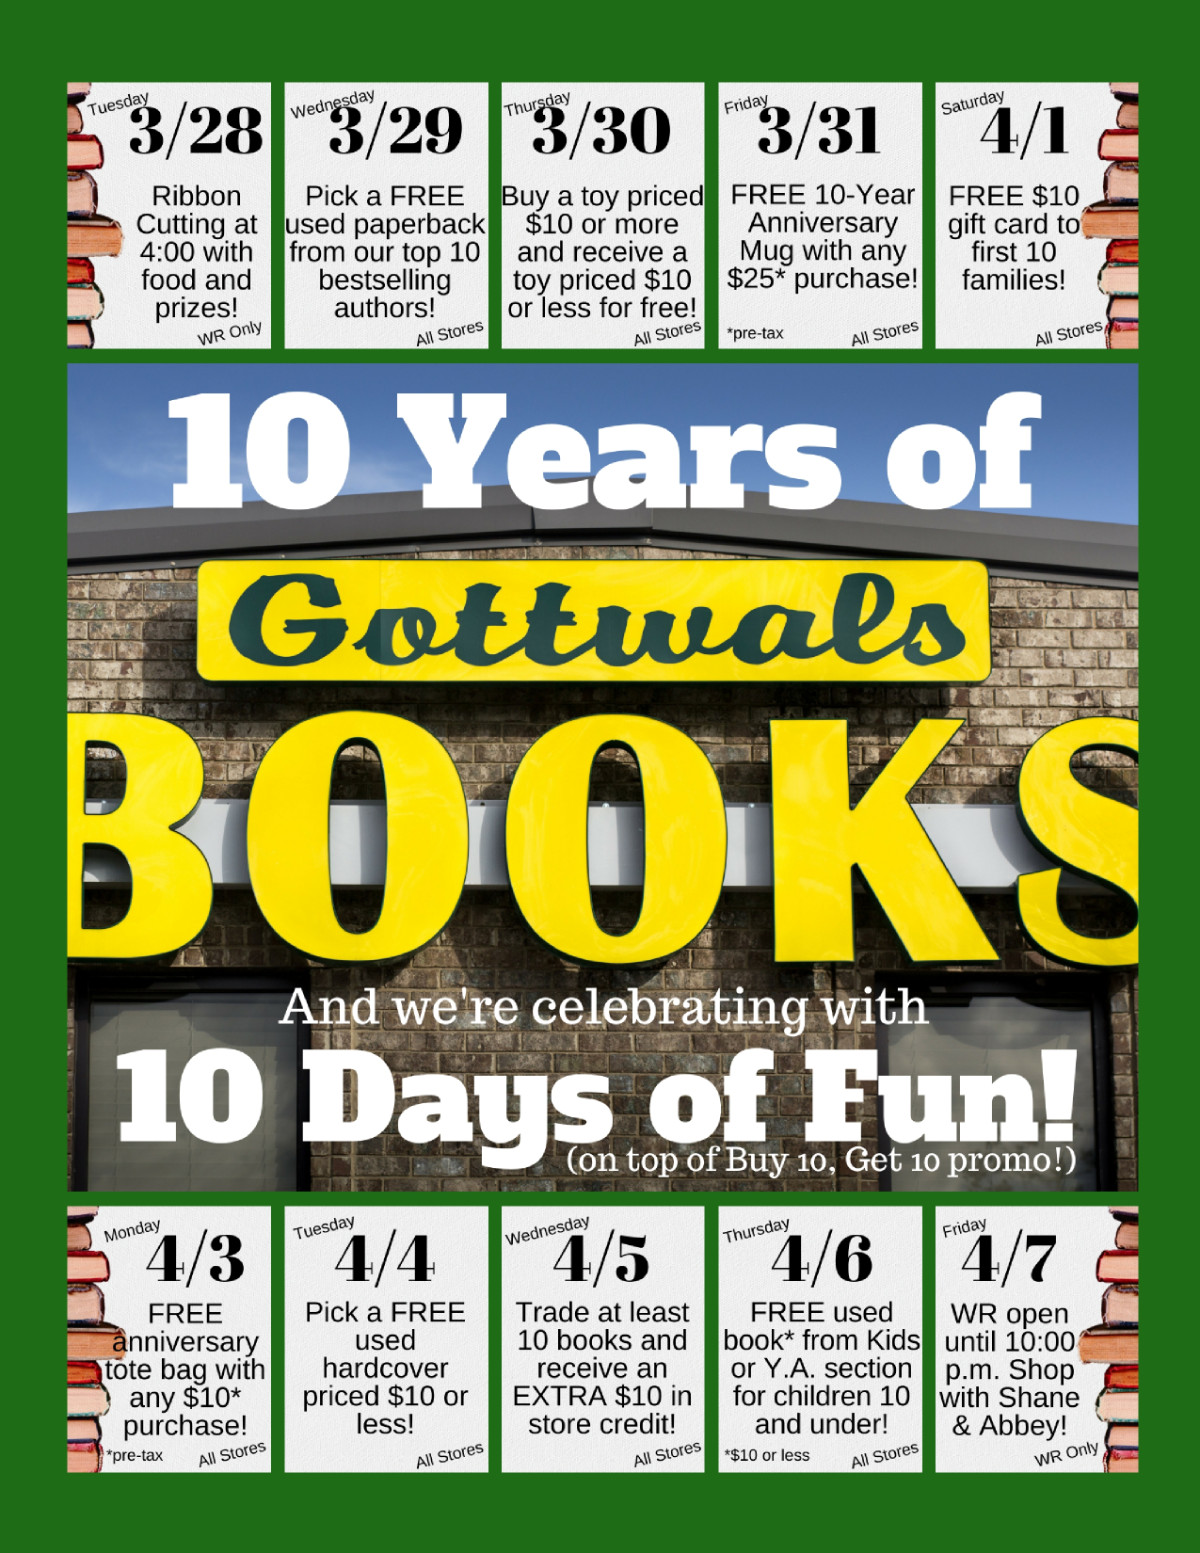 Tuesday
3/28
Ribbon
Cutting at
4:00 with
food and
prizes!
WR Only
Wednesday
3/29
Pick a FREE
used paperback
from our top 10
bestselling
authors!
All Stores
Thursday
3/30
Buy a toy priced
$10 or more
and receive a
toy priced $10
or less for free!
All Stores
Friday
3/31
FREE 10-Year
Anniversary
Mug with any
$25* purchase!
*pre-tax
All Stores
Saturday
4/1
FREE $10
gift card to
first 10
families!
All Stores
10 Years of
Gottwals
BOOKS
And we're celebrating with
10 Days of Fun!
(on top of Buy 10, Get 10 promo!)
Monday
4/3
FREE
anniversary
tote bag with
any $10*
purchase!
*pre-tax
All Stores
Tuesday
4/4
Pick a FREE
used
hardcover
priced $10 or
less!
All Stores
Wednesday
4/5
Trade at least
10 books and
receive an
EXTRA $10 in
store credit!
All Stores
Thursday
4/6
FREE used
book* from Kids
or Y.A. section
for children 10
and under!
*$10 or less
All Stores
Friday
4/7
WR open
until 10:00
p.m. Shop
with Shane
& Abbey!
WR Only